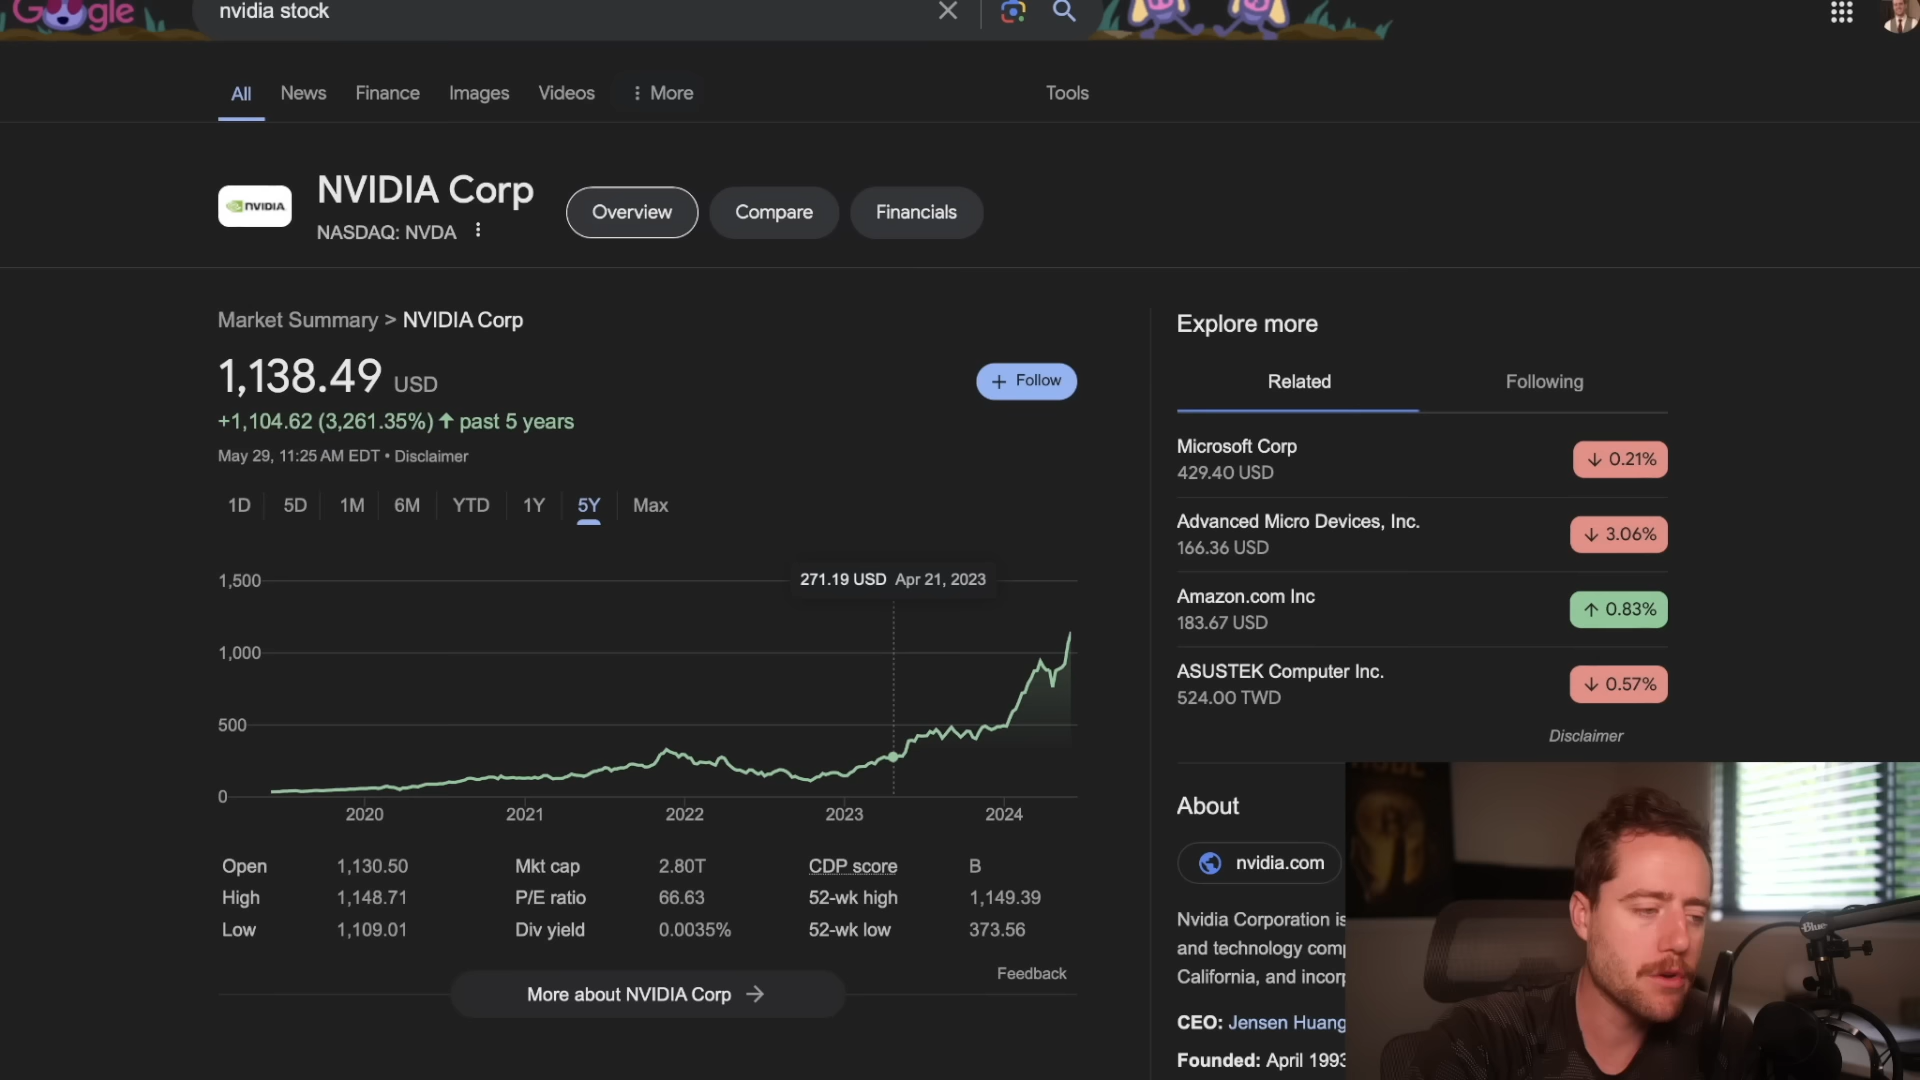 Google
nvidia stock
All News Finance Images Videos More Tools
NVIDIA
NVIDIA Corp
NASDAQ: NVDA
Overview Compare Financials
Market Summary > NVIDIA Corp
1,138.49 USD
+ Follow
+1,104.62 (3,261.35%) ↑ past 5 years
May 29, 11:25 AM EDT • Disclaimer
1D 5D 1M 6M YTD 1Y 5Y Max
271.19 USD Apr 21, 2023
1,500
1,000
500
0
2020 2021 2022 2023 2024
Open 1,130.50 Mkt cap 2.80T CDP score B
High 1,148.71 P/E ratio 66.63 52-wk high 1,149.39
Low 1,109.01 Div yield 0.0035% 52-wk low 373.56
Feedback
More about NVIDIA Corp →
Explore more
Related Following
Microsoft Corp
429.40 USD
↓ 0.21%
Advanced Micro Devices, Inc.
166.36 USD
↓ 3.06%
Amazon.com Inc
183.67 USD
↑ 0.83%
ASUSTEK Computer Inc.
524.00 TWD
↓ 0.57%
Disclaimer
About
nvidia.com
Nvidia Corporation is
and technology comp
California, and incorp
CEO: Jensen Huang
Founded: April 1993
Blue